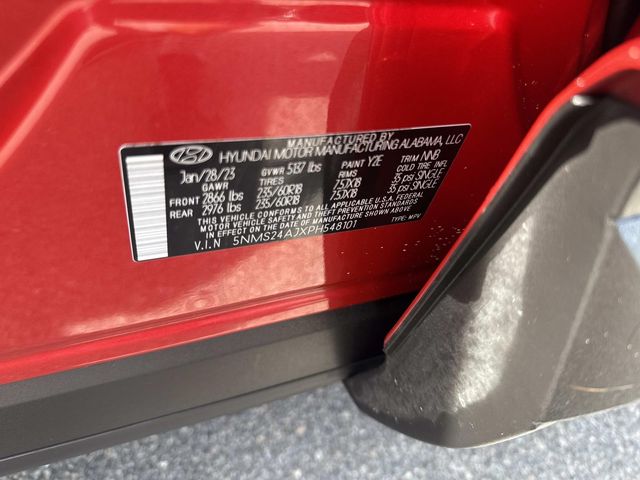 MANUFACTURED BY
HYUNDAI MOTOR MANUFACTURING ALABAMA, LLC
Jan/28/23 GVWR 5137 lbs PAINT Y2E TRIM NNB
GAWR TIRES RIMS COLD TIRE INFL
FRONT 2866 lbs 235/60R18 7.5JX18 35 psi SINGLE
REAR 2976 lbs 235/60R18 7.5JX18 35 psi SINGLE
THIS VEHICLE CONFORMS TO ALL APPLICABLE FEDERAL
MOTOR VEHICLE SAFETY, BUMPER, AND THEFT PREVENTION
STANDARDS IN EFFECT ON THE DATE OF MANUFACTURE SHOWN ABOVE.
V.I.N 5NMS24AJXPH548101 TYPE: MPV